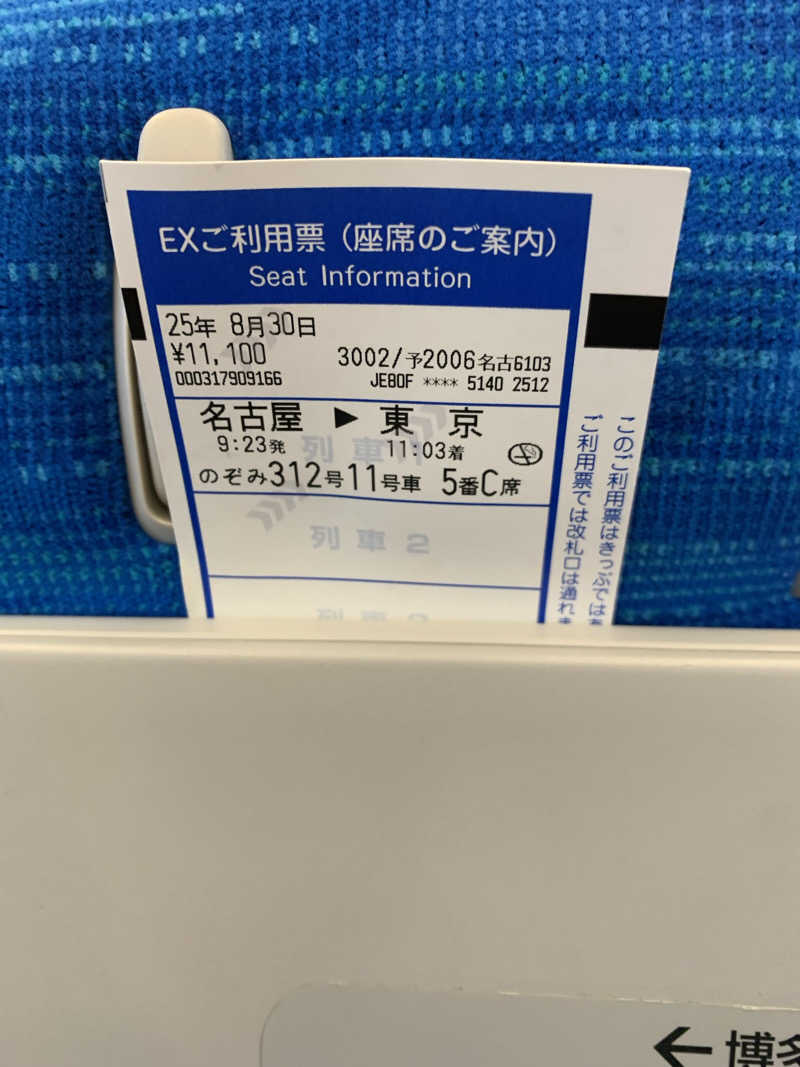 EXご利用票（座席のご案内）
Seat Information
25年 8月30日
¥11,100
3002/予2006名古6103
000317909166
JE80F **** 5140 2512
名古屋 ▶ 東 京
9:23発
11:03着
のぞみ312号11号車 5番C席
列車2
このご利用票はきっぷでは
ご利用票では改札口は通れま
← 博多